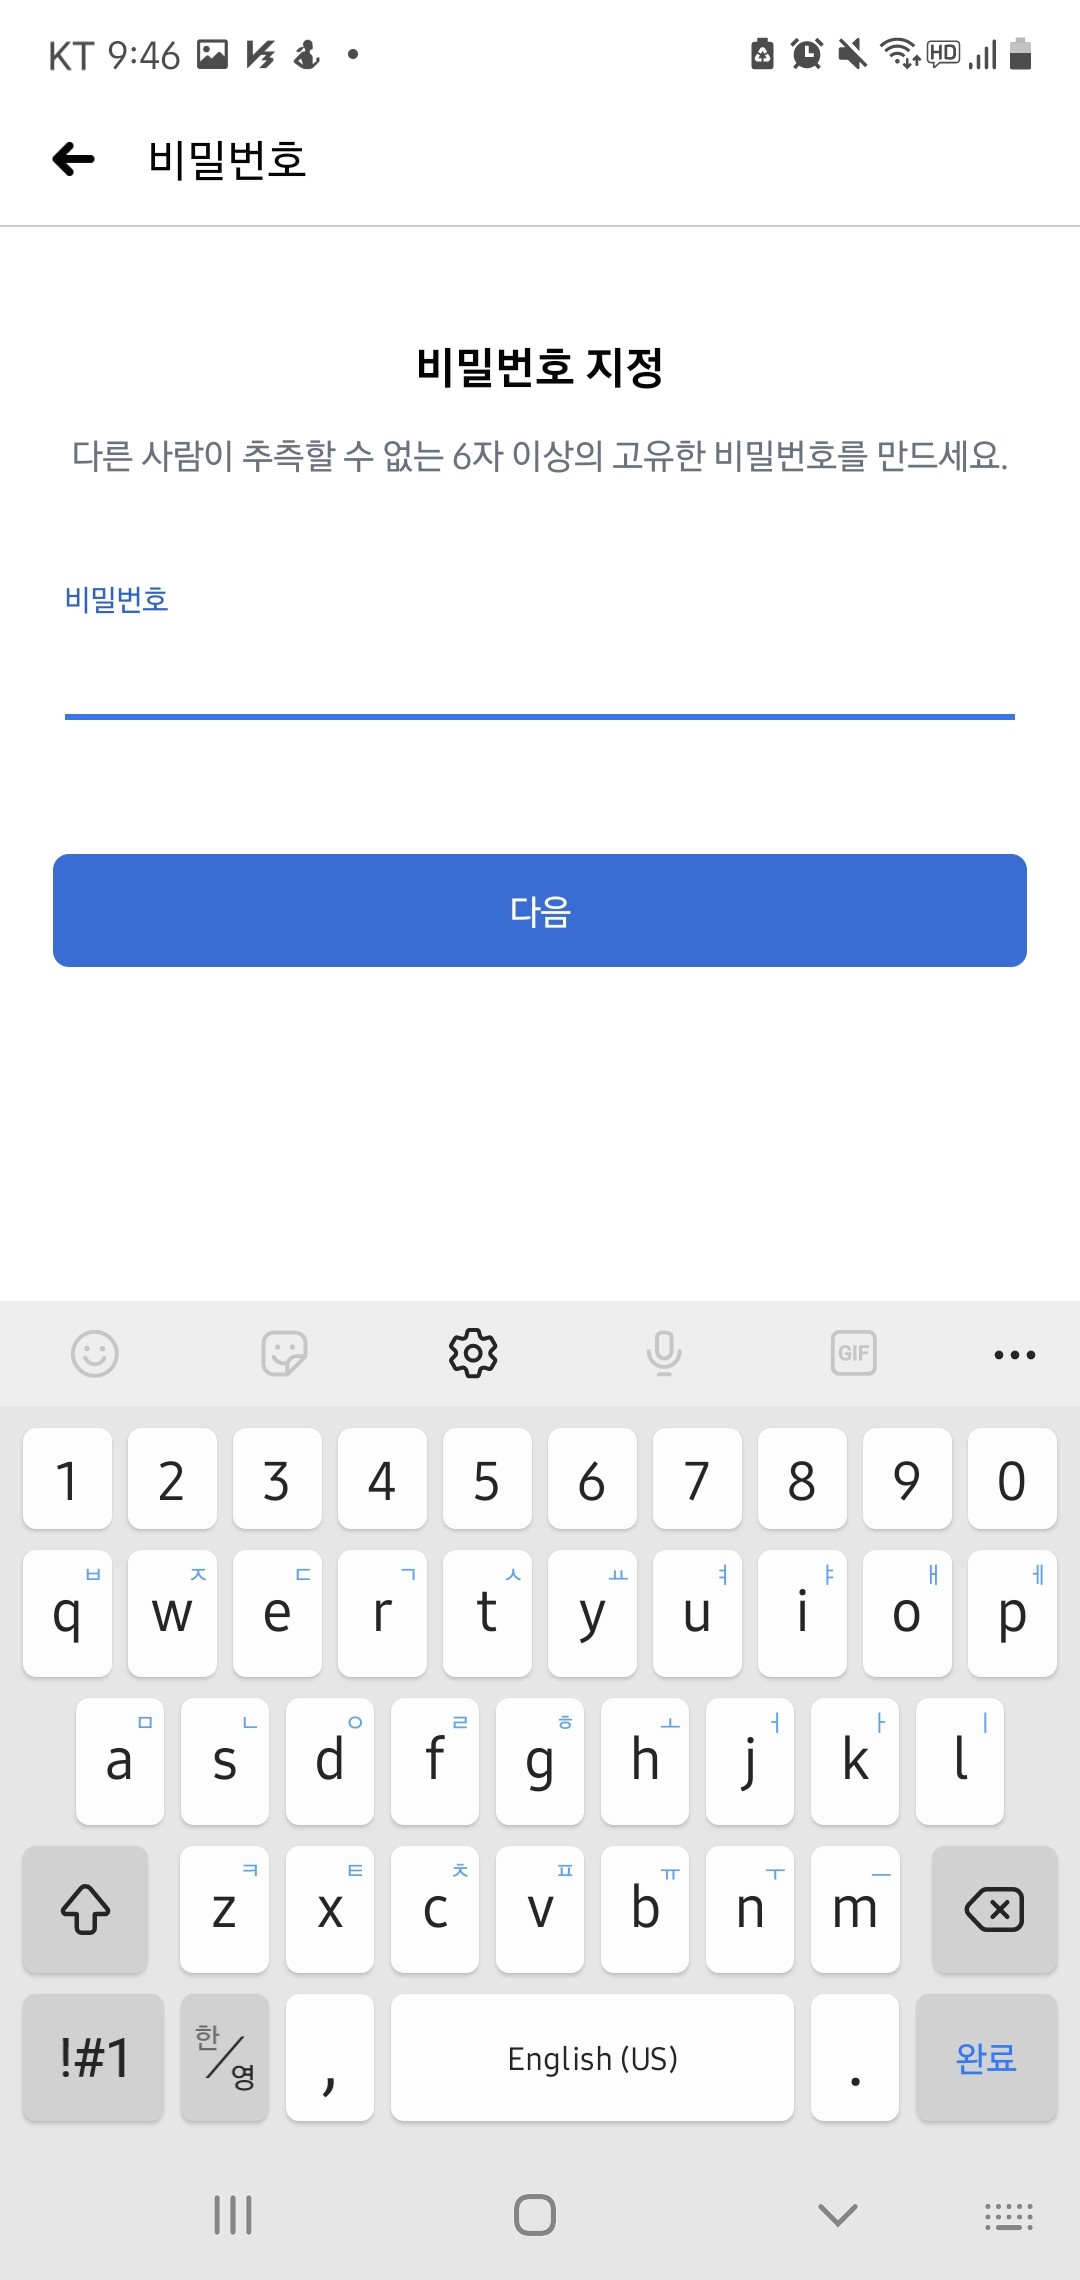 KT 9:46
HD
비밀번호
비밀번호 지정
다른 사람이 추측할 수 없는 6자 이상의 고유한 비밀번호를 만드세요.
비밀번호
다음
GIF
1 2 3 4 5 6 7 8 9 0
q ㅂ w ㅈ e ㄷ r ㄱ t ㅅ y ㅛ u ㅕ i ㅑ o ㅐ p ㅔ
a ㅁ s ㄴ d ㅇ f ㄹ g ㅎ h ㅗ j ㅓ k ㅏ l ㅣ
z ㅋ x ㅌ c ㅊ v ㅍ b ㅠ n ㅜ m ㅡ
!#1 한/영 , English (US) . 완료